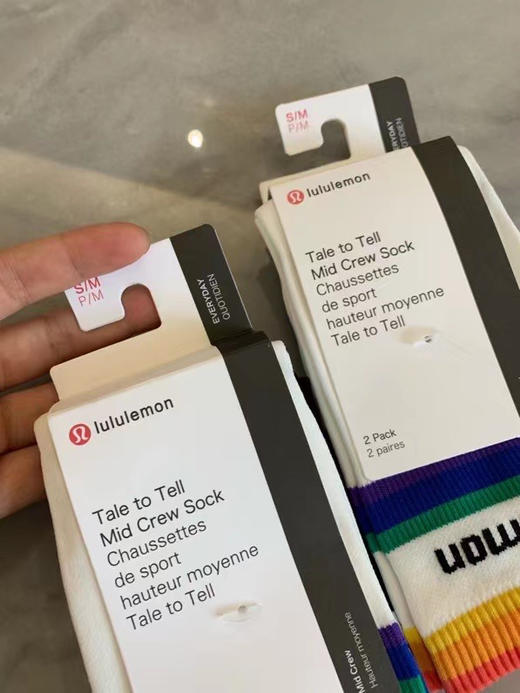 S/M
P/M
EVERYDAY
QUOTIDIEN
lululemon
Tale to Tell
Mid Crew Sock
Chaussettes
de sport
hauteur moyenne
Tale to Tell
2 Pack
2 paires
S/M
P/M
EVERYDAY
QUOTIDIEN
lululemon
Tale to Tell
Mid Crew Sock
Chaussettes
de sport
hauteur moyenne
Tale to Tell
Mid Crew
Hauteur moyenne